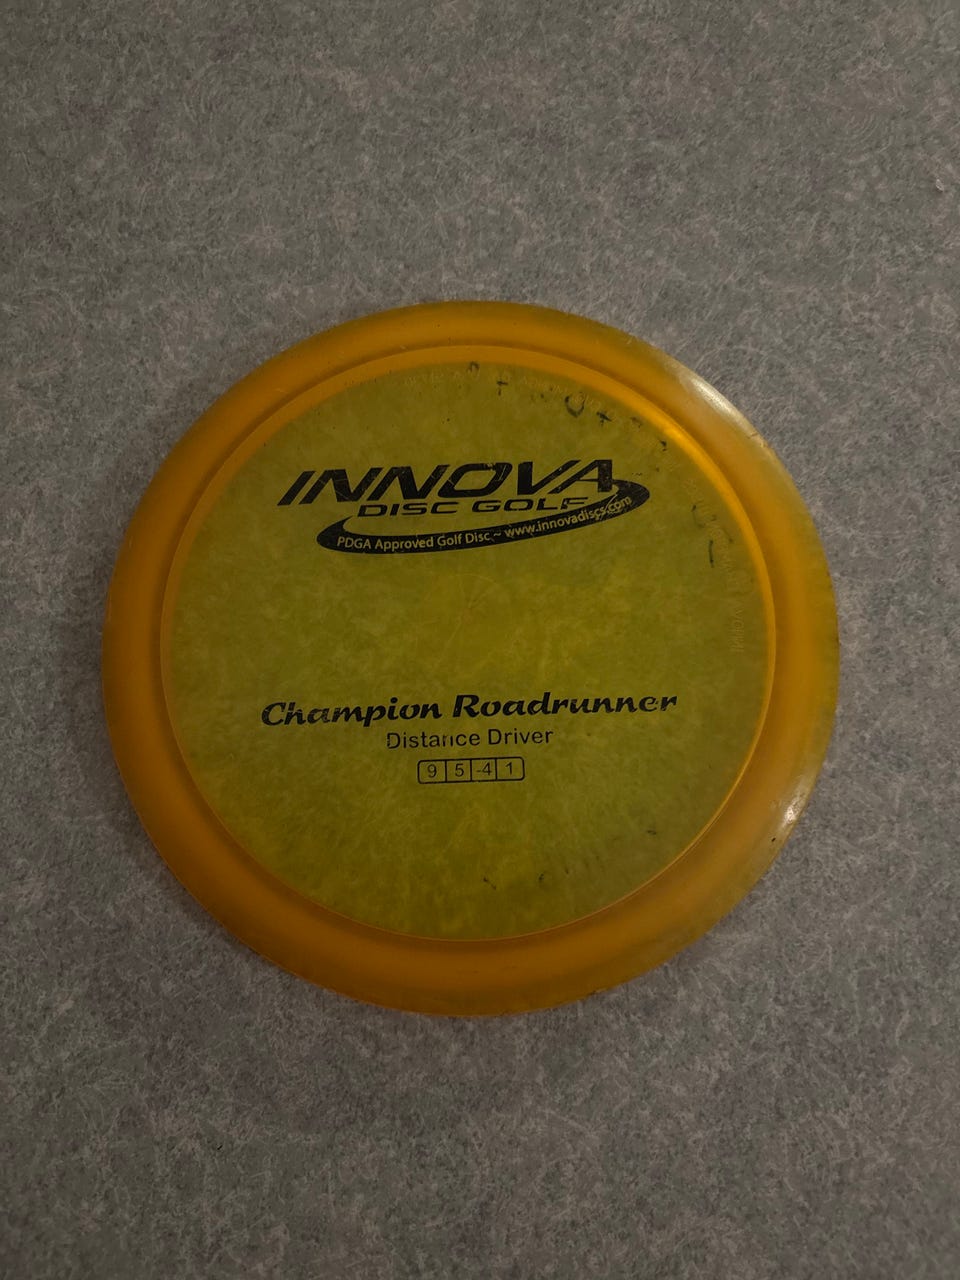 INNOVA
DISC GOLF
PDGA Approved Golf Disc ~ www.innovadiscs.com
Champion Roadrunner
Distance Driver
9 5 -4 1